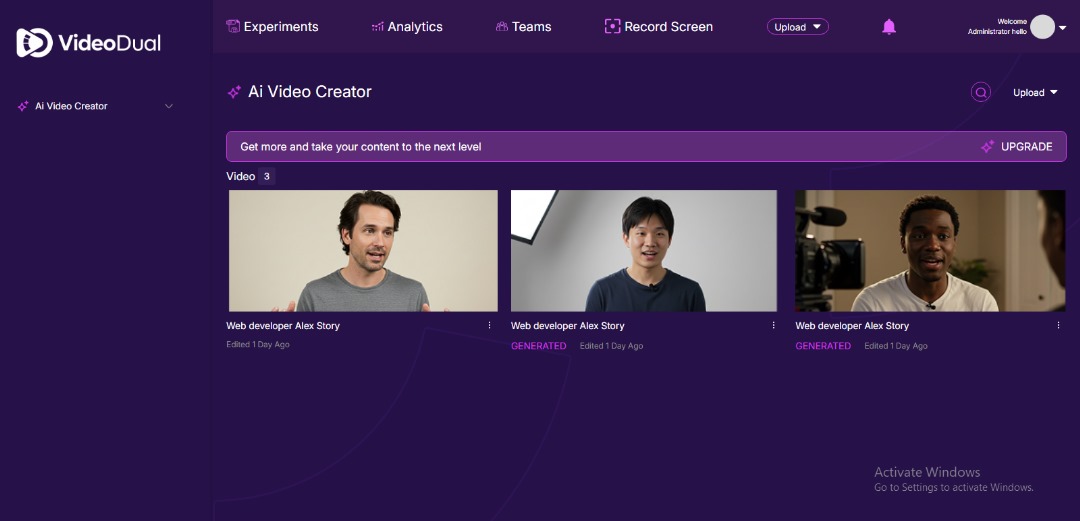 VideoDual
Experiments
Analytics
Teams
Record Screen
Upload
Welcome
Administrator hello
Ai Video Creator
Ai Video Creator
Upload
Get more and take your content to the next level
UPGRADE
Video 3
Web developer Alex Story
Edited 1 Day Ago
Web developer Alex Story
GENERATED Edited 1 Day Ago
Web developer Alex Story
GENERATED Edited 1 Day Ago
Activate Windows
Go to Settings to activate Windows.